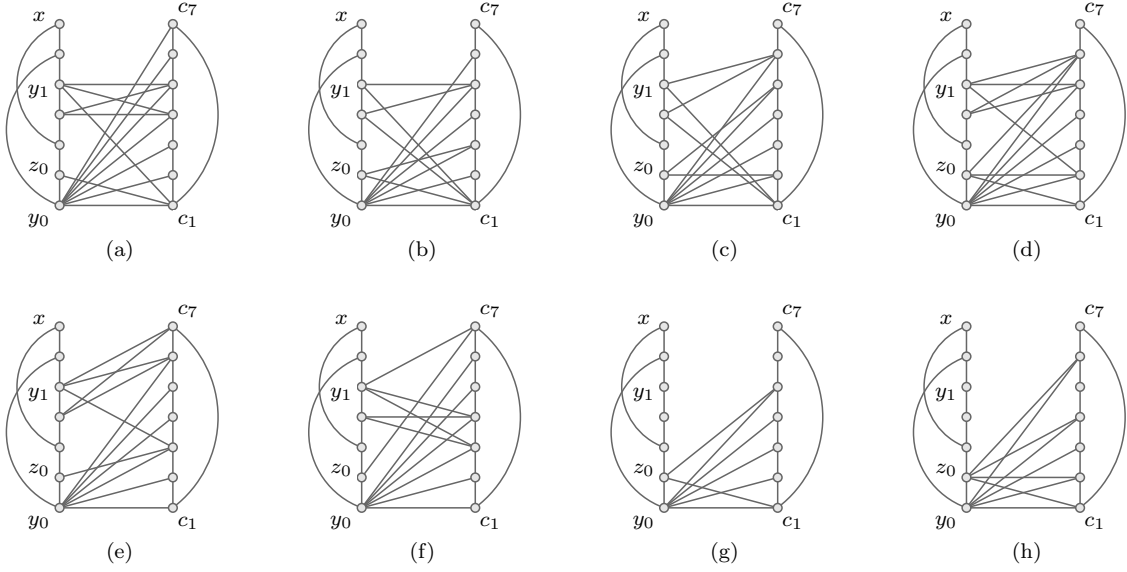 x c₇ x c₇ x c₇ x c₇
y₁ y₁ y₁ y₁
z₀ z₀ z₀ z₀
y₀ c₁ y₀ c₁ y₀ c₁ y₀ c₁
(a) (b) (c) (d)
x c₇ x c₇ x c₇ x c₇
y₁ y₁ y₁ y₁
z₀ z₀ z₀ z₀
y₀ c₁ y₀ c₁ y₀ c₁ y₀ c₁
(e) (f) (g) (h)